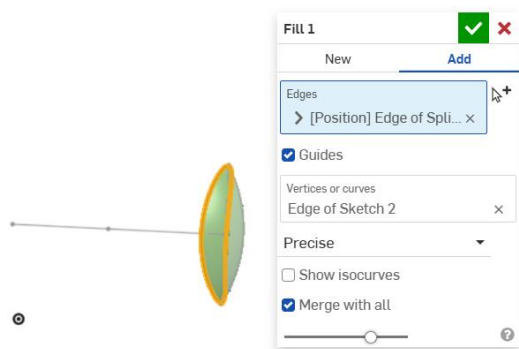 Fill 1
New Add
Edges
[Position] Edge of Spli...
Guides
Vertices or curves
Edge of Sketch 2
Precise
Show isocurves
Merge with all